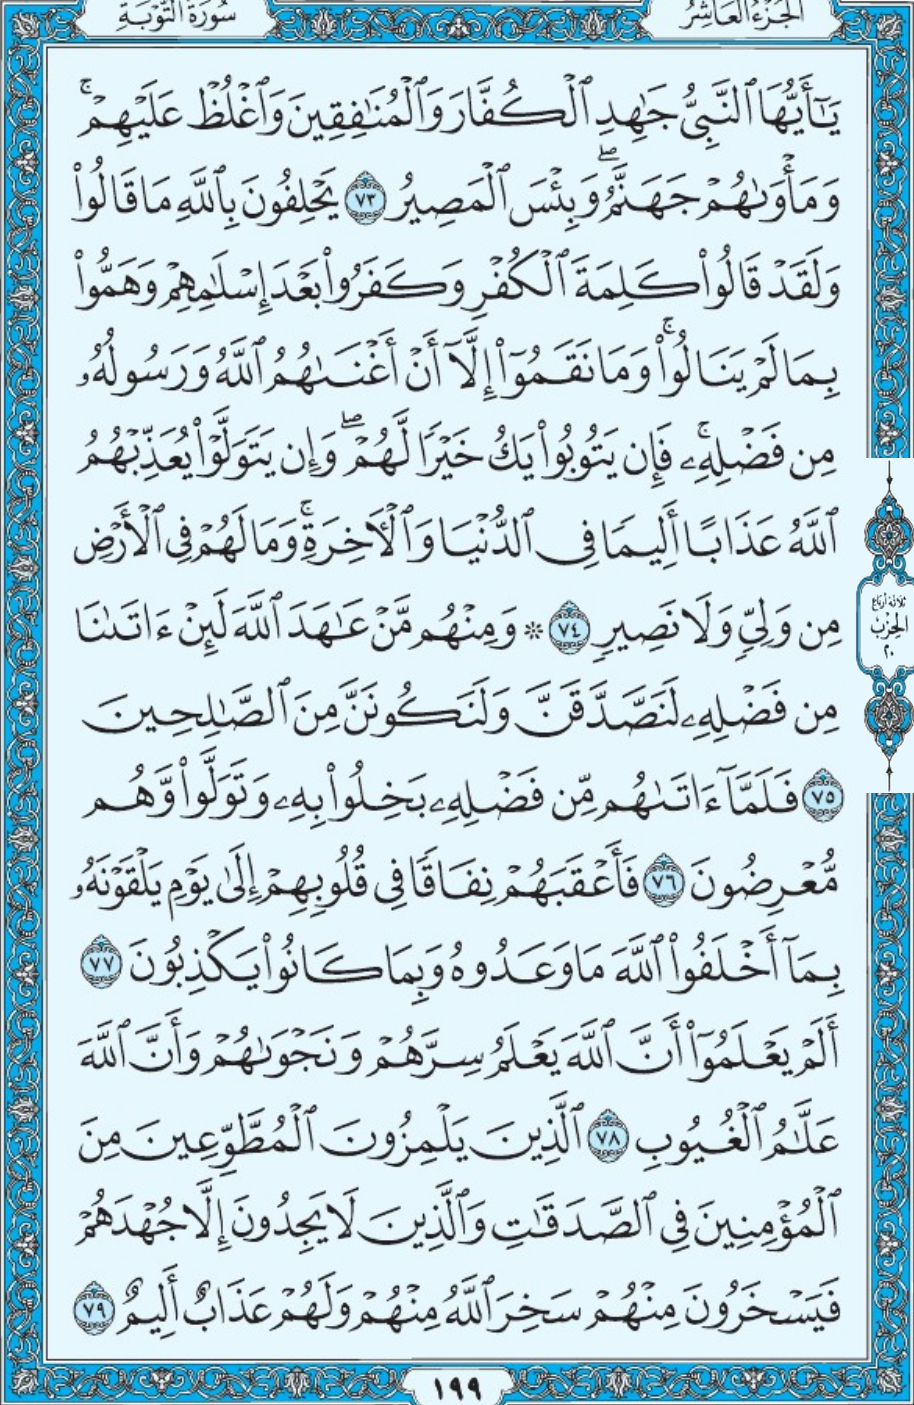 الجزء العاشر
سورة التوبة
يَٰٓأَيُّهَا ٱلنَّبِيُّ جَٰهِدِ ٱلۡكُفَّارَ وَٱلۡمُنَٰفِقِينَ وَٱغۡلُظۡ عَلَيۡهِمۡۚ
وَمَأۡوَىٰهُمۡ جَهَنَّمُۖ وَبِئۡسَ ٱلۡمَصِيرُ ٧٣ يَحۡلِفُونَ بِٱللَّهِ مَا قَالُواْ
وَلَقَدۡ قَالُواْ كَلِمَةَ ٱلۡكُفۡرِ وَكَفَرُواْ بَعۡدَ إِسۡلَٰمِهِمۡ وَهَمُّواْ
بِمَا لَمۡ يَنَالُواْۚ وَمَا نَقَمُوٓاْ إِلَّآ أَنۡ أَغۡنَىٰهُمُ ٱللَّهُ وَرَسُولُهُۥ
مِن فَضۡلِهِۦۚ فَإِن يَتُوبُواْ يَكُ خَيۡرٗا لَّهُمۡۖ وَإِن يَتَوَلَّوۡاْ يُعَذِّبۡهُمُ
ٱللَّهُ عَذَابًا أَلِيمٗا فِي ٱلدُّنۡيَا وَٱلۡأٓخِرَةِۚ وَمَا لَهُمۡ فِي ٱلۡأَرۡضِ
مِن وَلِيّٖ وَلَا نَصِيرٖ ٧٤ ۞ وَمِنۡهُم مَّنۡ عَٰهَدَ ٱللَّهَ لَئِنۡ ءَاتَىٰنَا
مِن فَضۡلِهِۦ لَنَصَّدَّقَنَّ وَلَنَكُونَنَّ مِنَ ٱلصَّٰلِحِينَ
٧٥ فَلَمَّآ ءَاتَىٰهُم مِّن فَضۡلِهِۦ بَخِلُواْ بِهِۦ وَتَوَلَّواْ وَّهُم
مُّعۡرِضُونَ ٧٦ فَأَعۡقَبَهُمۡ نِفَاقٗا فِي قُلُوبِهِمۡ إِلَىٰ يَوۡمِ يَلۡقَوۡنَهُۥ
بِمَآ أَخۡلَفُواْ ٱللَّهَ مَا وَعَدُوهُ وَبِمَا كَانُواْ يَكۡذِبُونَ ٧٧
أَلَمۡ يَعۡلَمُوٓاْ أَنَّ ٱللَّهَ يَعۡلَمُ سِرَّهُمۡ وَنَجۡوَىٰهُمۡ وَأَنَّ ٱللَّهَ
عَلَّٰمُ ٱلۡغُيُوبِ ٧٨ ٱلَّذِينَ يَلۡمِزُونَ ٱلۡمُطَّوِّعِينَ مِنَ
ٱلۡمُؤۡمِنِينَ فِي ٱلصَّدَقَٰتِ وَٱلَّذِينَ لَا يَجِدُونَ إِلَّا جُهۡدَهُمۡ
فَيَسۡخَرُونَ مِنۡهُمۡ سَخِرَ ٱللَّهُ مِنۡهُمۡ وَلَهُمۡ عَذَابٌ أَلِيمٌ ٧٩
ثلاثة أرباع
الحزب
٢٠
١٩٩